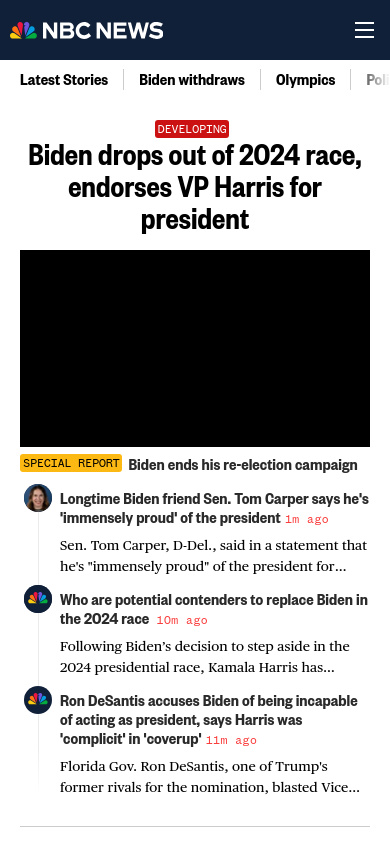 NBC NEWS
Latest Stories
Biden withdraws
Olympics
Poli
DEVELOPING
Biden drops out of 2024 race,
endorses VP Harris for
president
SPECIAL REPORT Biden ends his re-election campaign
Longtime Biden friend Sen. Tom Carper says he's
'immensely proud' of the president 1m ago
Sen. Tom Carper, D-Del., said in a statement that
he's "immensely proud" of the president for...
Who are potential contenders to replace Biden in
the 2024 race 10m ago
Following Biden’s decision to step aside in the
2024 presidential race, Kamala Harris has...
Ron DeSantis accuses Biden of being incapable
of acting as president, says Harris was
'complicit' in 'coverup' 11m ago
Florida Gov. Ron DeSantis, one of Trump's
former rivals for the nomination, blasted Vice...